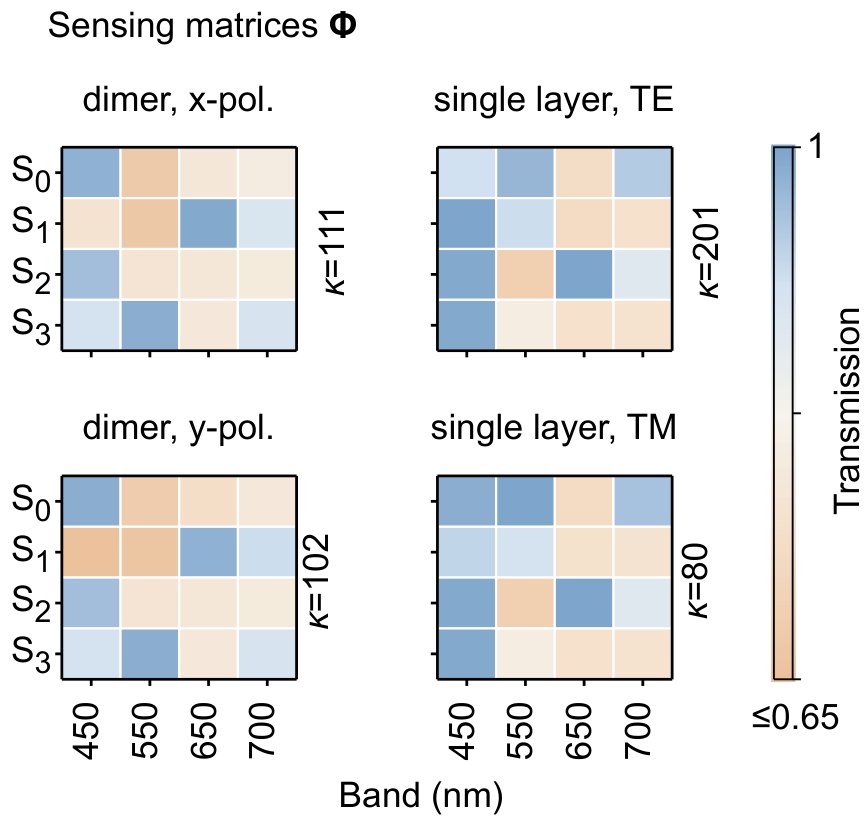 Sensing matrices Φ
dimer, x-pol.
single layer, TE
S0
S1
S2
S3
κ=111
κ=201
1
Transmission
≤0.65
dimer, y-pol.
single layer, TM
S0
S1
S2
S3
κ=102
κ=80
450 550 650 700
450 550 650 700
Band (nm)